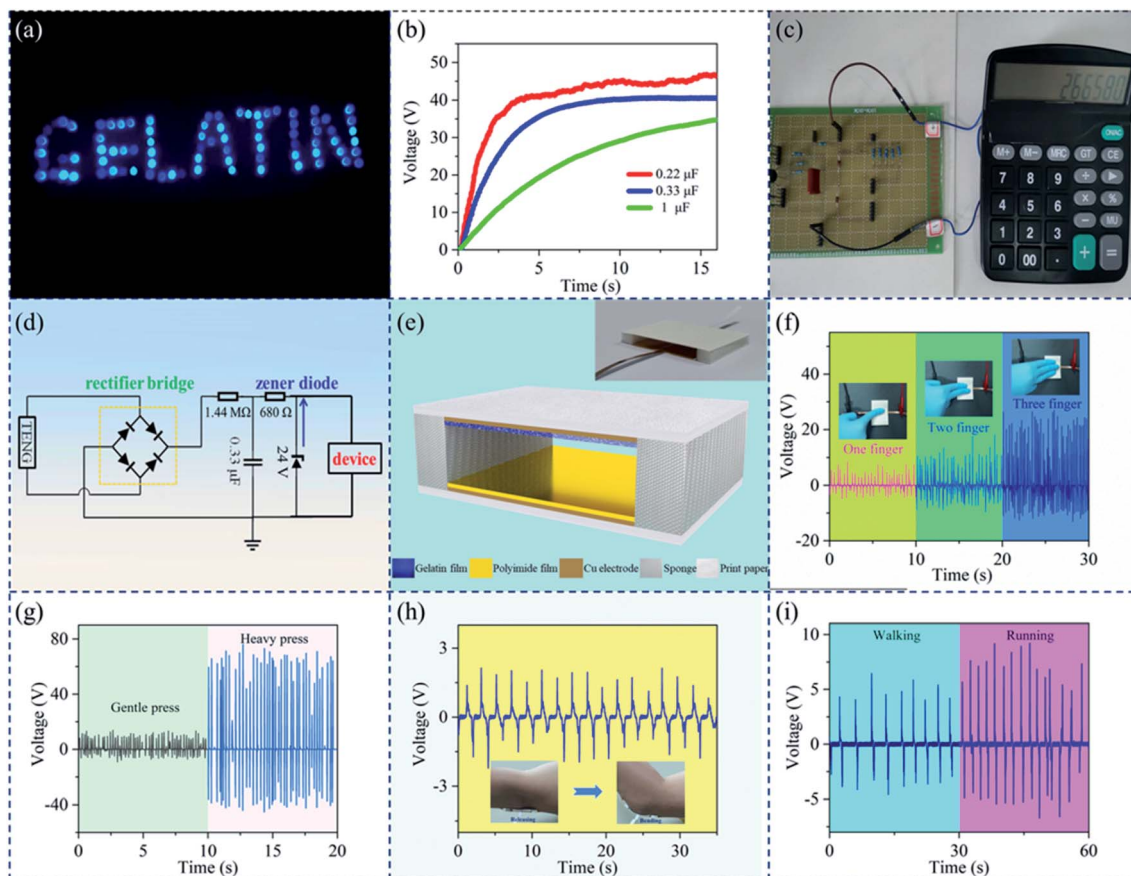 (a)
GELATIN
(b)
Voltage (V)
50
40
30
20
10
0
0.22 μF
0.33 μF
1 μF
0 5 10 15
Time (s)
(c)
266580
ON/AC
M+ M− MRC GT CE
7 8 9 ÷ ▶
4 5 6 × %
1 2 3 − MU
0 00 · + =
(d)
rectifier bridge
zener diode
TENG
1.44 MΩ
680 Ω
0.33 μF
24 V
device
(e)
Gelatin film Polyimide film Cu electrode Sponge Print paper
(f)
Voltage (V)
40
20
0
-20
One finger
Two finger
Three finger
0 10 20 30
Time (s)
(g)
Voltage (V)
80
40
0
-40
Gentle press
Heavy press
0 5 10 15 20
Time (s)
(h)
Voltage (V)
3
0
-3
Releasing
Bending
0 10 20 30
Time (s)
(i)
Voltage (V)
10
5
0
-5
Walking
Running
0 20 40 60
Time (s)